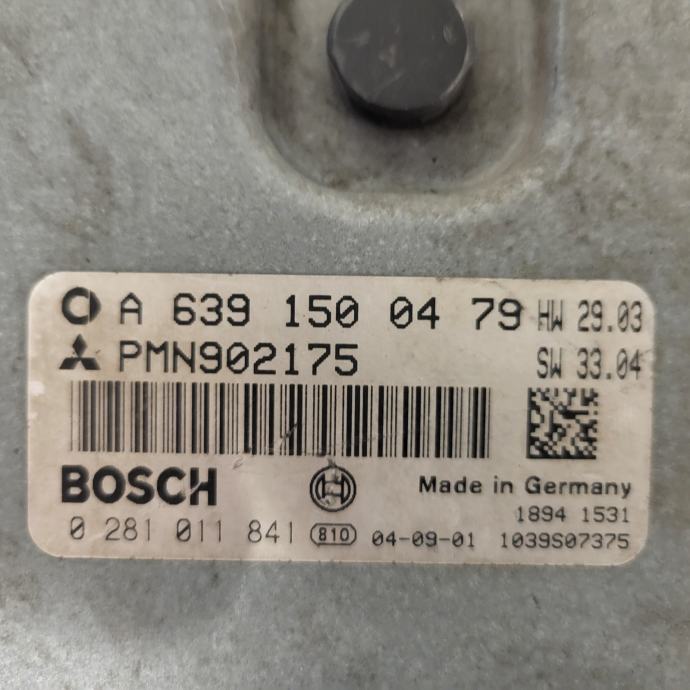 A 639 150 04 79 HW 29.03
PMN902175 SW 33.04
BOSCH Made in Germany
1894 1531
0 281 011 841 810 04-09-01 1039S07375